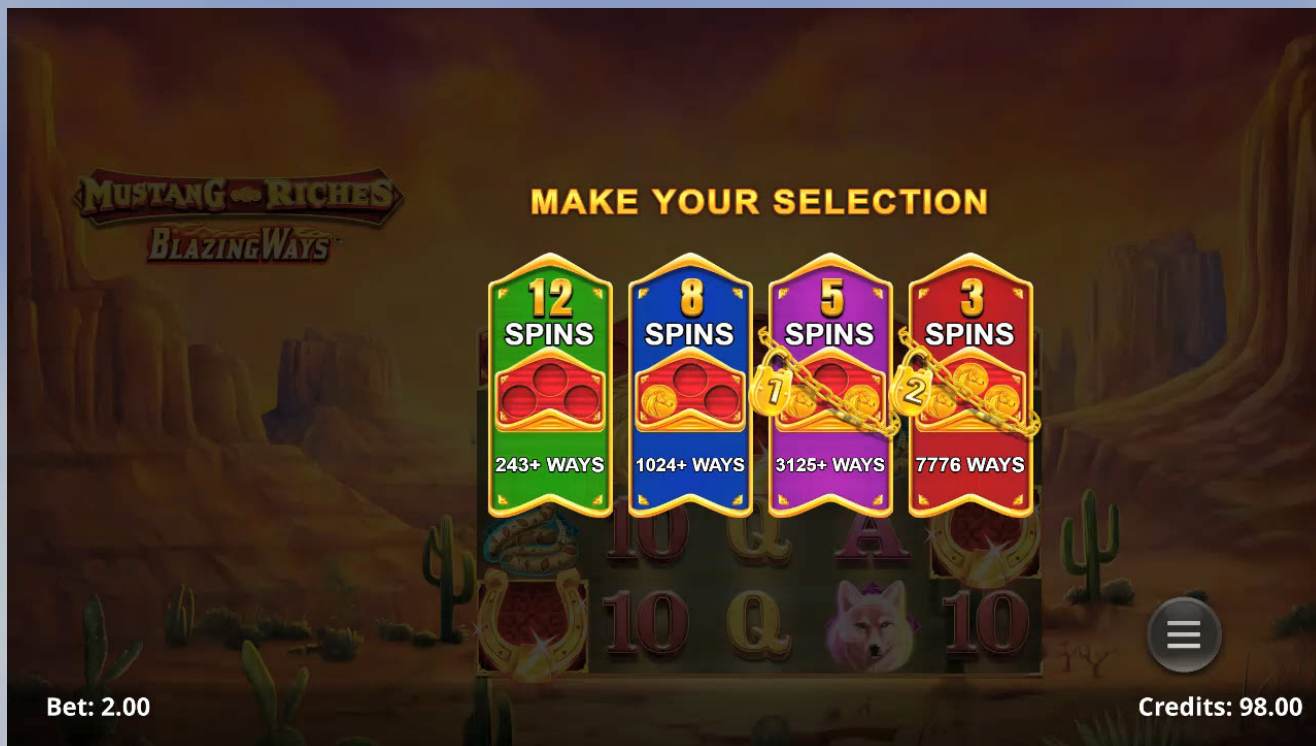 MUSTANG RICHES
BLAZING WAYS™
MAKE YOUR SELECTION
12
SPINS
243+ WAYS
8
SPINS
1024+ WAYS
5
SPINS
1
3125+ WAYS
3
SPINS
2
7776 WAYS
10 Q A
10 Q 10
Bet: 2.00
Credits: 98.00